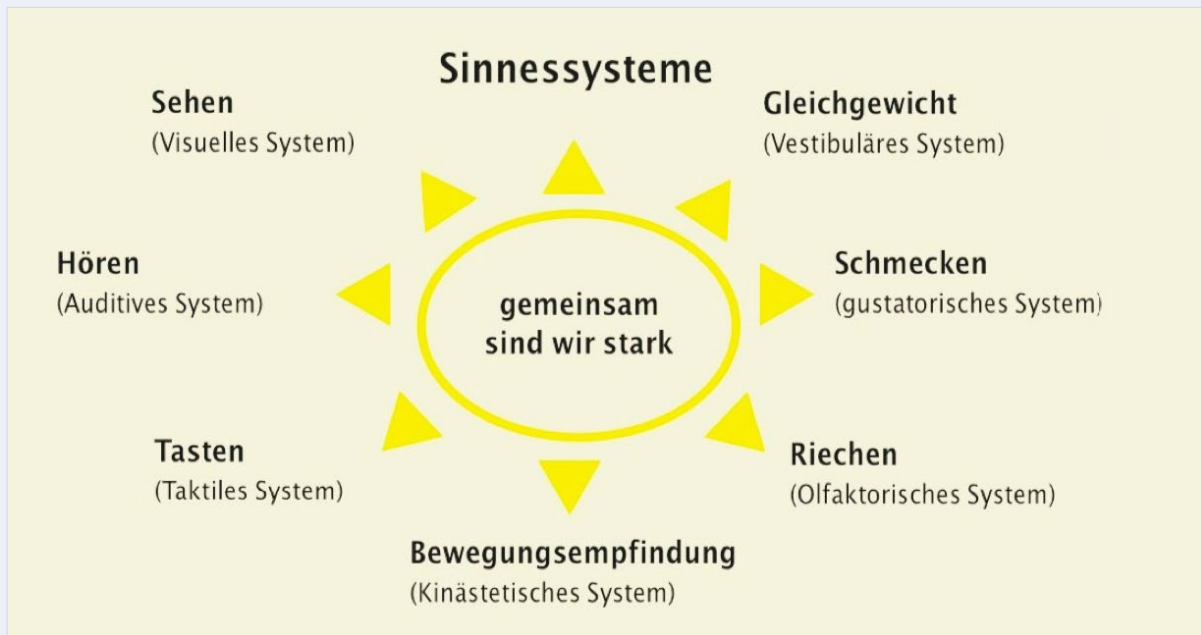 Sinnessysteme
Sehen
(Visuelles System)
Gleichgewicht
(Vestibuläres System)
Hören
(Auditives System)
gemeinsam
sind wir stark
Schmecken
(gustatorisches System)
Tasten
(Taktiles System)
Riechen
(Olfaktorisches System)
Bewegungsempfindung
(Kinästetisches System)